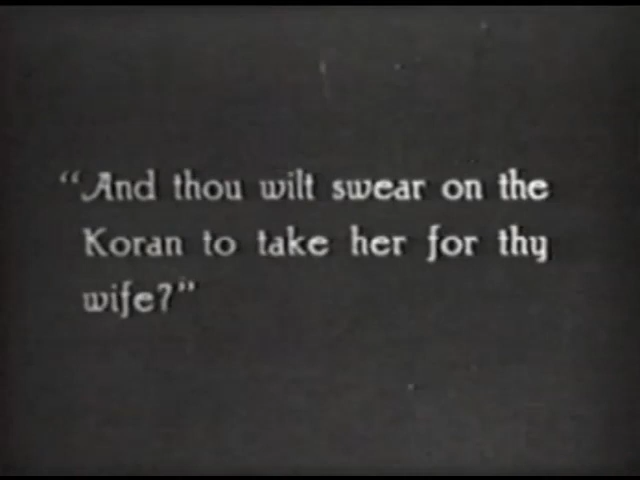 “And thou wilt swear on the
Koran to take her for thy
wife?”